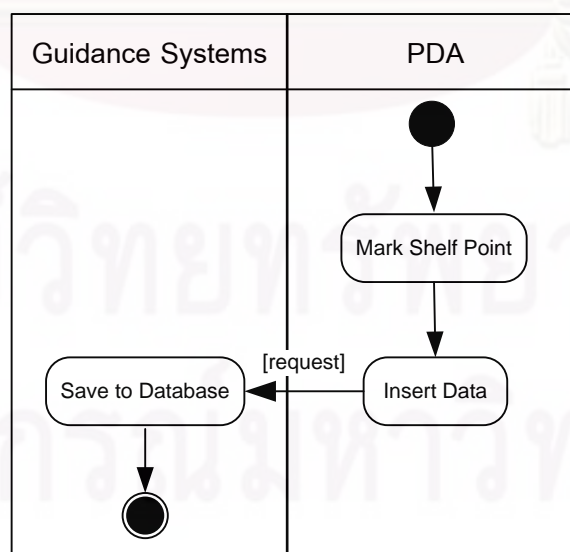 Guidance Systems
PDA
Mark Shelf Point
[request]
Save to Database
Insert Data